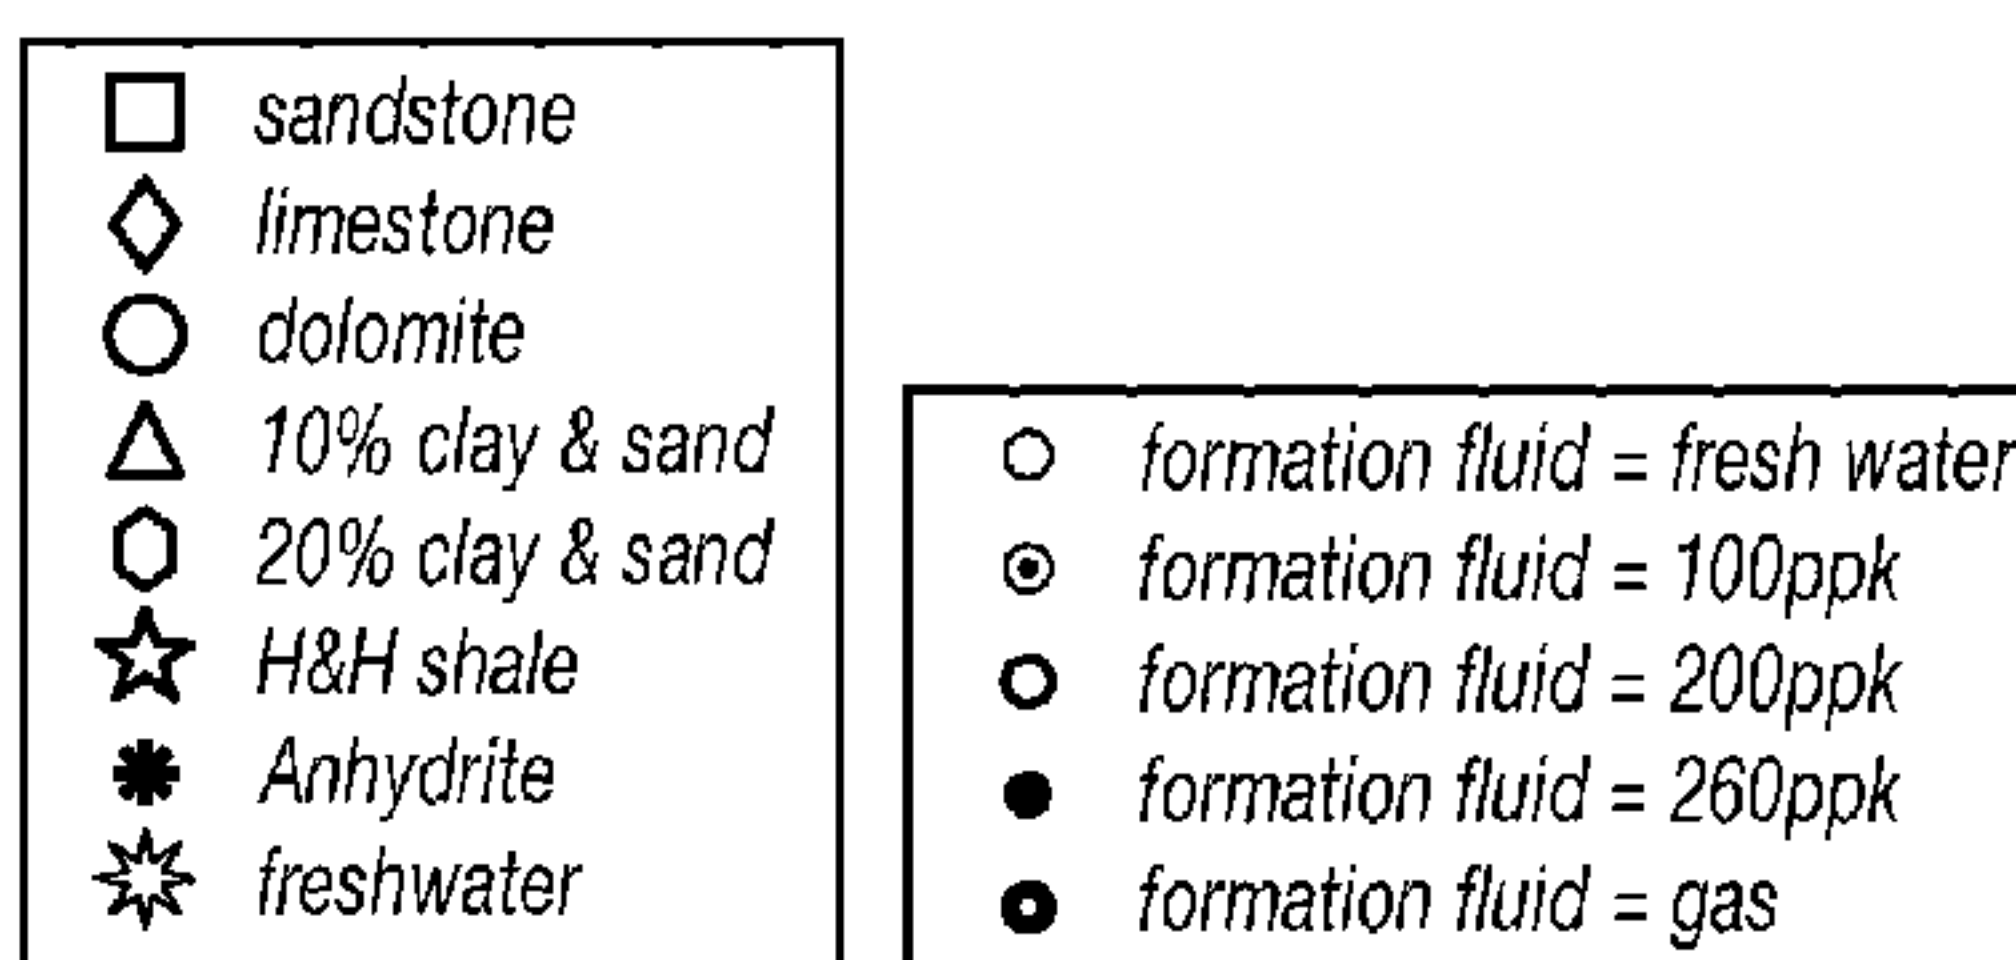 sandstone
limestone
dolomite
10% clay & sand
20% clay & sand
H&H shale
Anhydrite
freshwater
formation fluid = fresh water
formation fluid = 100ppk
formation fluid = 200ppk
formation fluid = 260ppk
formation fluid = gas